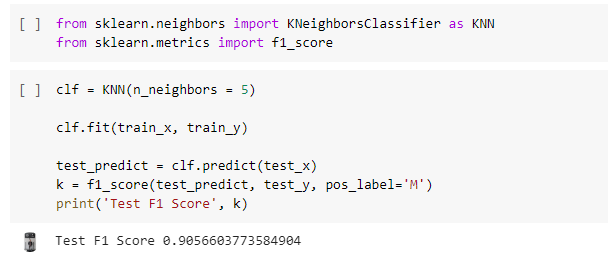 [ ] from sklearn.neighbors import KNeighborsClassifier as KNN
from sklearn.metrics import f1_score
[ ] clf = KNN(n_neighbors = 5)
clf.fit(train_x, train_y)
test_predict = clf.predict(test_x)
k = f1_score(test_predict, test_y, pos_label='M')
print('Test F1 Score', k)
Test F1 Score 0.9056603773584904